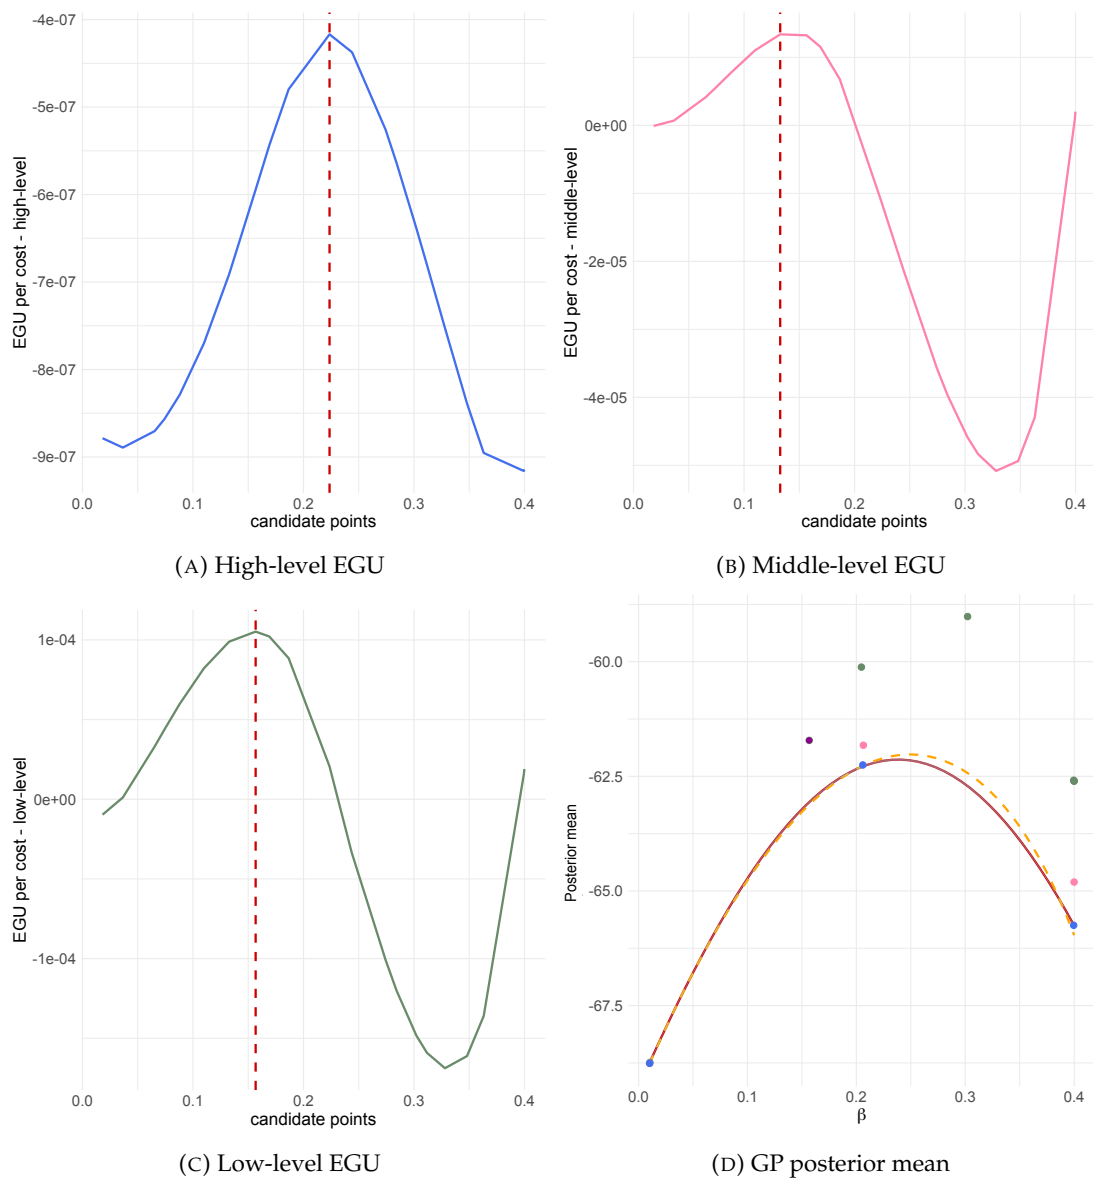 EGU per cost - high-level
-4e-07
-5e-07
-6e-07
-7e-07
-8e-07
-9e-07
0.0 0.1 0.2 0.3 0.4
candidate points
(A) High-level EGU
EGU per cost - middle-level
0e+00
-2e-05
-4e-05
0.0 0.1 0.2 0.3 0.4
candidate points
(B) Middle-level EGU
EGU per cost - low-level
1e-04
0e+00
-1e-04
0.0 0.1 0.2 0.3 0.4
candidate points
(C) Low-level EGU
Posterior mean
-60.0
-62.5
-65.0
-67.5
0.0 0.1 0.2 0.3 0.4
β
(D) GP posterior mean